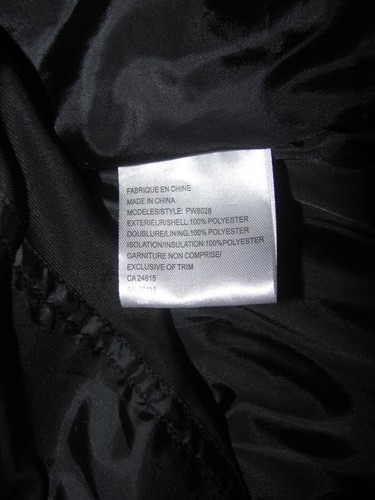 FABRIQUE EN CHINE
MADE IN CHINA
MODELES/STYLE: PW8028
EXTERIEUR/SHELL:100% POLYESTER
DOUBLURE/LINING:100% POLYESTER
ISOLATION/INSULATION:100%POLYESTER
GARNITURE NON COMPRISE/
EXCLUSIVE OF TRIM
CA 24615